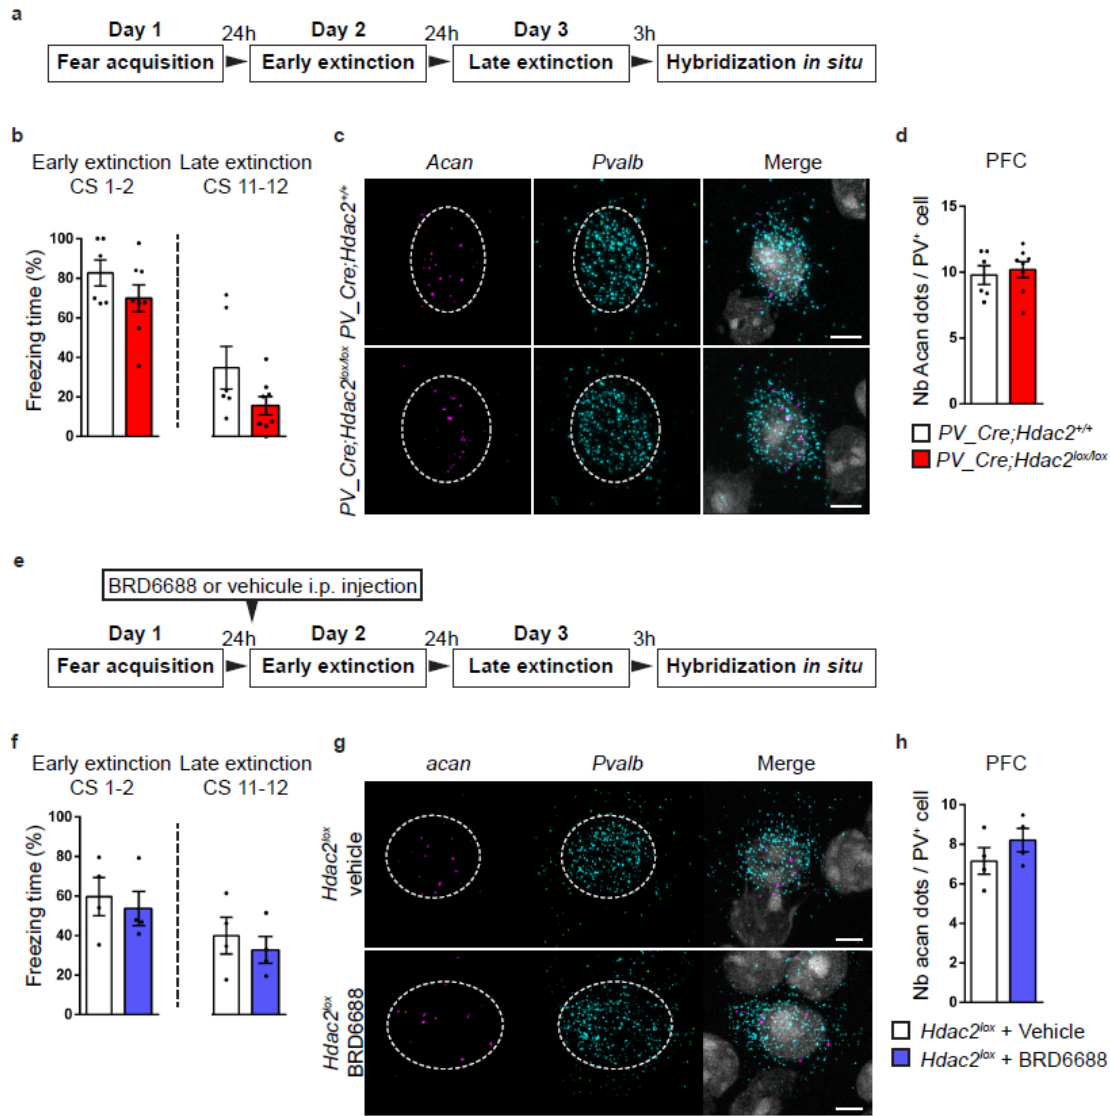 a
Day 1 24h Day 2 24h Day 3 3h
Fear acquisition Early extinction Late extinction Hybridization in situ
b
Early extinction Late extinction
CS 1-2 CS 11-12
Freezing time (%)
100
80
60
40
20
0
c
Acan Pvalb Merge
PV_Cre;Hdac2+/+
PV_Cre;Hdac2lox/lox
d
PFC
Nb Acan dots / PV+ cell
15
10
5
0
PV_Cre;Hdac2+/+
PV_Cre;Hdac2lox/lox
e
BRD6688 or vehicule i.p. injection
Day 1 24h Day 2 24h Day 3 3h
Fear acquisition Early extinction Late extinction Hybridization in situ
f
Early extinction Late extinction
CS 1-2 CS 11-12
Freezing time (%)
100
80
60
40
20
0
g
acan Pvalb Merge
Hdac2lox
vehicle
Hdac2lox
BRD6688
h
PFC
Nb acan dots / PV+ cell
10
8
6
4
2
0
Hdac2lox + Vehicle
Hdac2lox + BRD6688